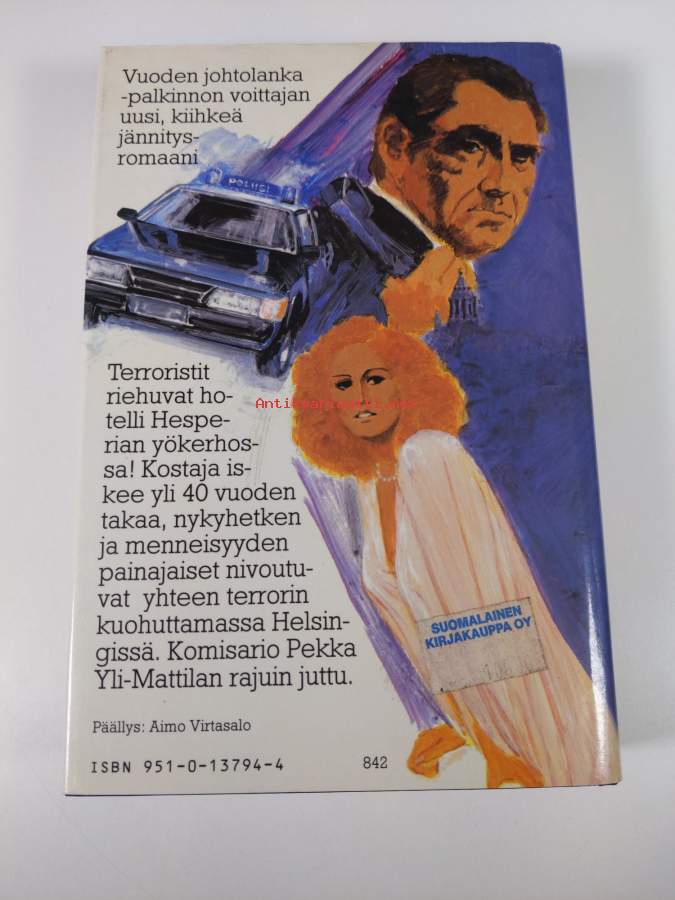 Vuoden johtolanka
-palkinnon voittajan
uusi, kiihkeä
jännitys-
romaani
POLIISI
Terroristit
riehuvat ho-
telli Hespe-
rian yökerhos-
sa! Kostaja is-
kee yli 40 vuoden
takaa, nykyhetken
ja menneisyyden
painajaiset nivoutu-
vat yhteen terrorin
kuohuttamassa Helsin-
gissä. Komisario Pekka
Yli-Mattilan rajuin juttu.
SUOMALAINEN
KIRJAKAUPPA OY
Päällys: Aimo Virtasalo
ISBN 951-0-13794-4
842